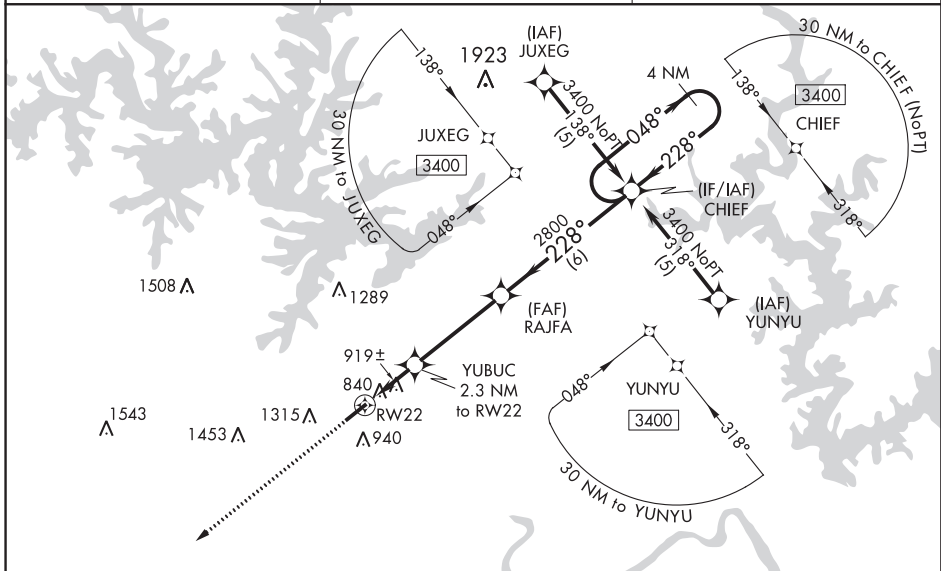 30 NM to CHIEF (NoPT)
138°
3400
CHIEF
318°
(IAF)
JUXEG
1923
4 NM
138°
JUXEG
3400
048°
30 NM to JUXEG
3400 NoPT
138°
(5)
048°
228°
(IF/IAF)
CHIEF
2800
228°
(6)
3400 NoPT
318°
(5)
1508
1289
(FAF)
RAJFA
(IAF)
YUNYU
919±
840
YUBUC
2.3 NM
to RW22
RW22
1543
1453
1315
940
048°
YUNYU
3400
318°
30 NM to YUNYU